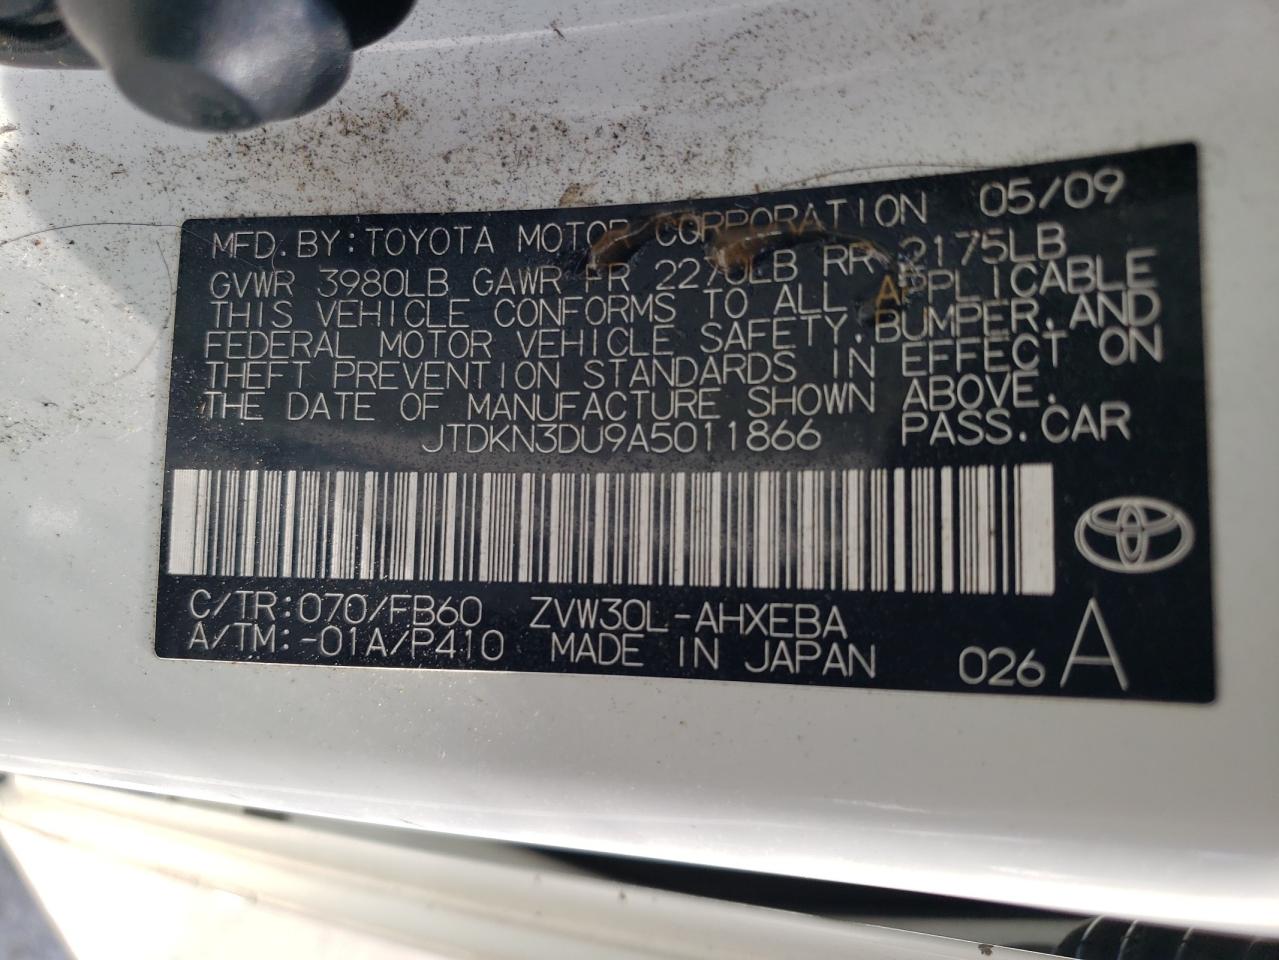 MFD. BY: TOYOTA MOTOR CORPORATION 05/09
GVWR 3980LB GAWR FR 2270LB RR 2175LB
THIS VEHICLE CONFORMS TO ALL APPLICABLE
FEDERAL MOTOR VEHICLE SAFETY, BUMPER, AND
THEFT PREVENTION STANDARDS IN EFFECT ON
THE DATE OF MANUFACTURE SHOWN ABOVE.
JTDKN3DU9A5011866 PASS. CAR
C/TR: 070/FB60 ZVW30L-AHXEBA
A/TM: -01A/P410 MADE IN JAPAN 026 A